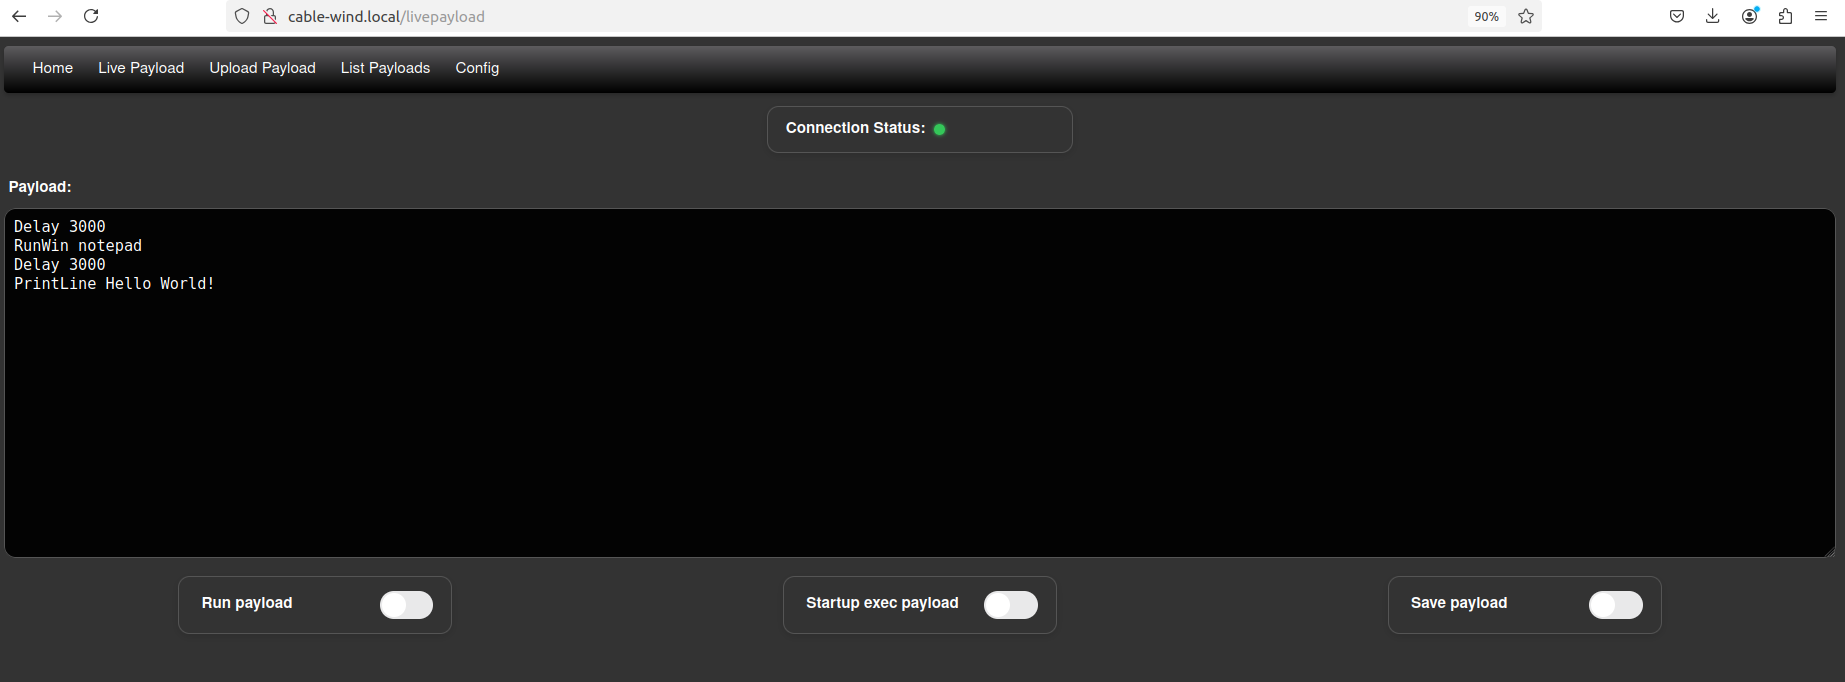 cable-wind.local/livepayload
90%
Home Live Payload Upload Payload List Payloads Config
Connection Status:
Payload:
Delay 3000
RunWin notepad
Delay 3000
PrintLine Hello World!
Run payload
Startup exec payload
Save payload